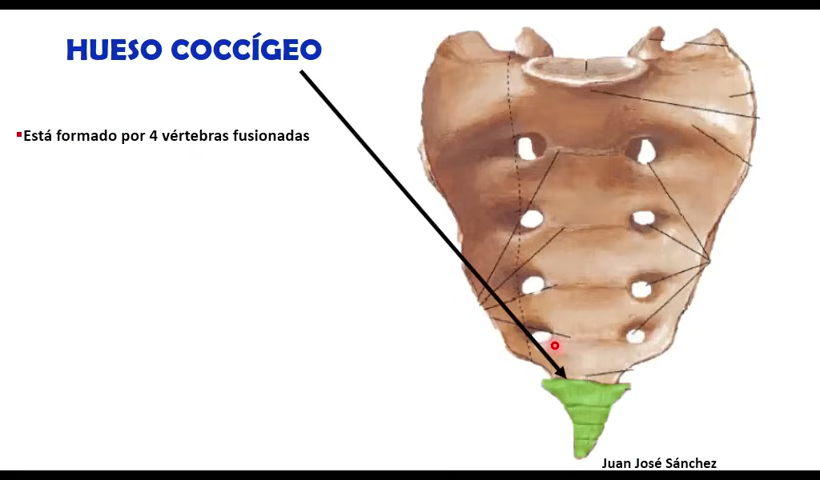 HUESO COCCÍGEO
Está formado por 4 vértebras fusionadas
Juan José Sánchez